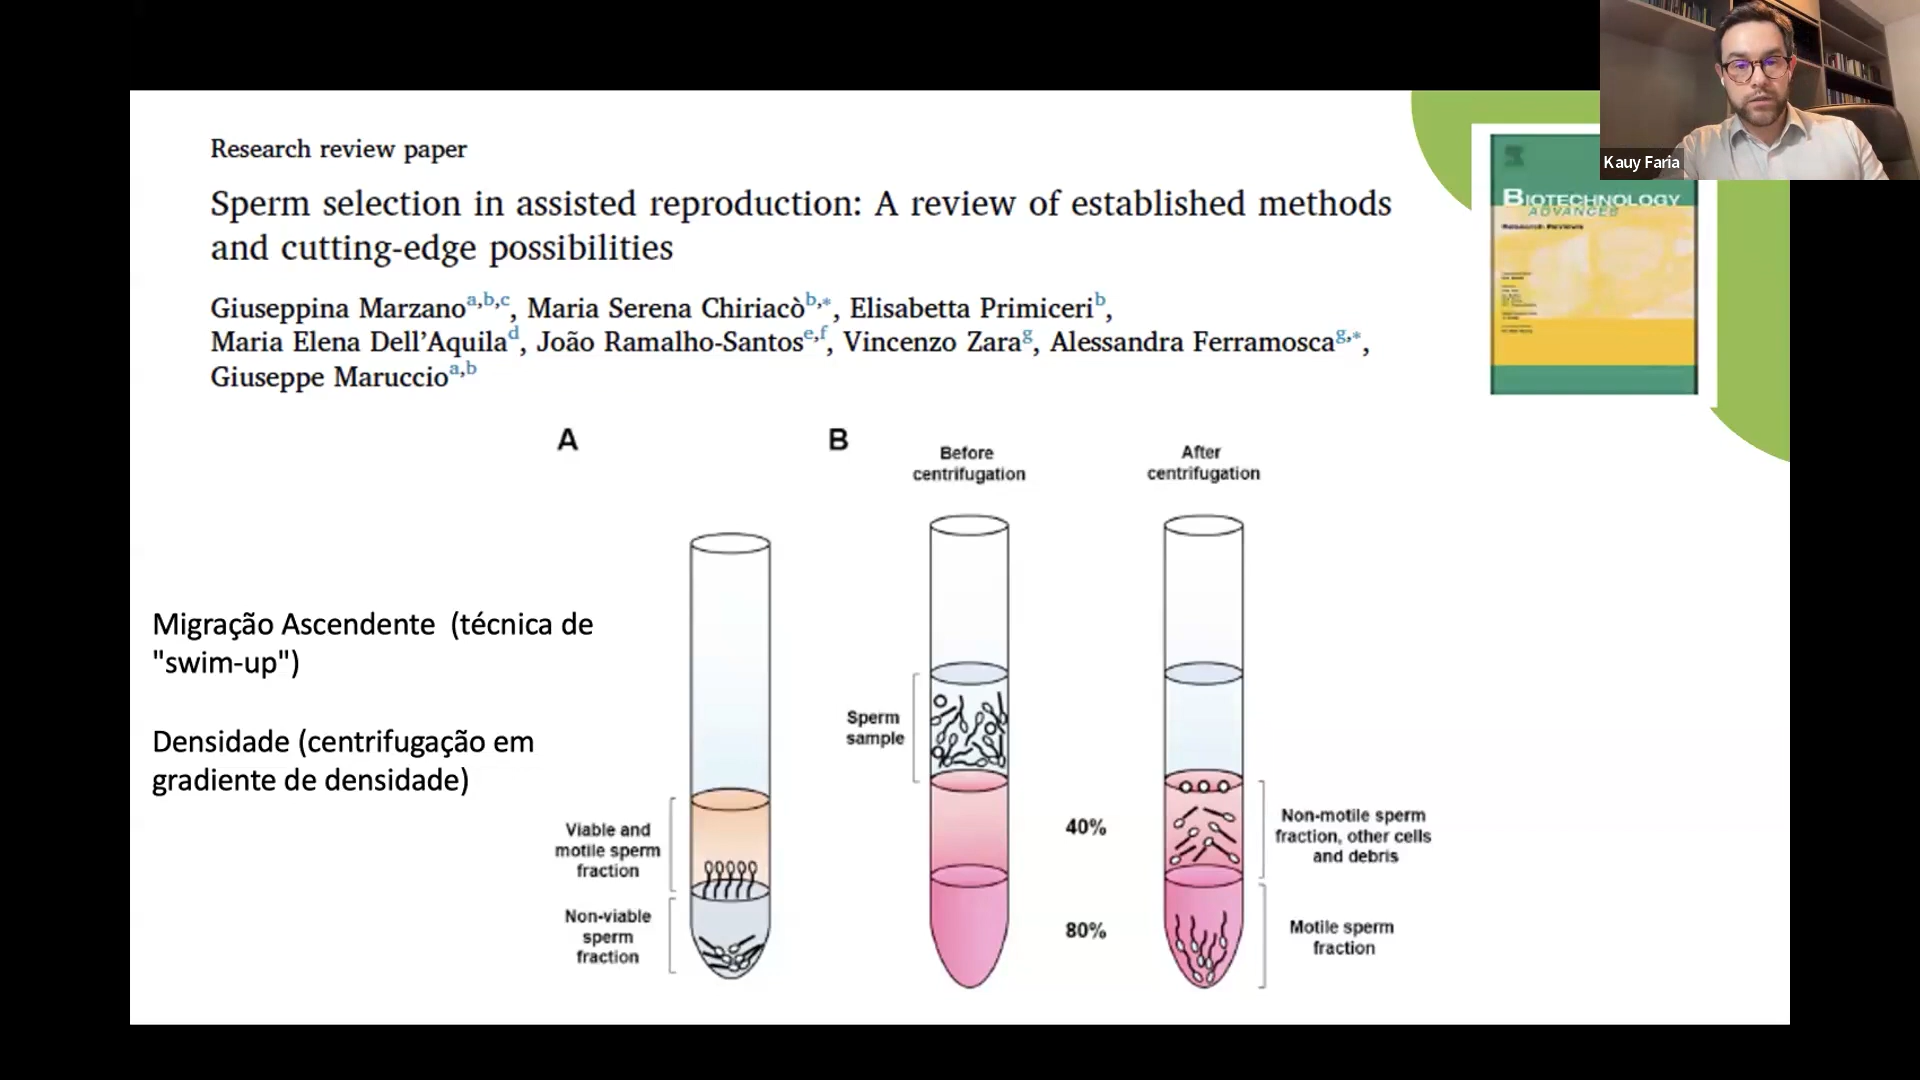 Kauy Faria
Research review paper
Sperm selection in assisted reproduction: A review of established methods
and cutting-edge possibilities
Giuseppina Marzano a,b,c, Maria Serena Chiriacò b,*, Elisabetta Primiceri b,
Maria Elena Dell'Aquila d, João Ramalho-Santos e,f, Vincenzo Zara g, Alessandra Ferramosca g,*,
Giuseppe Maruccio a,b
BIOTECHNOLOGY
ADVANCES
Research Reviews
A
B
Before
centrifugation
After
centrifugation
Migração Ascendente (técnica de
"swim-up")
Densidade (centrifugação em
gradiente de densidade)
Viable and
motile sperm
fraction
Non-viable
sperm
fraction
Sperm
sample
40%
80%
Non-motile sperm
fraction, other cells
and debris
Motile sperm
fraction